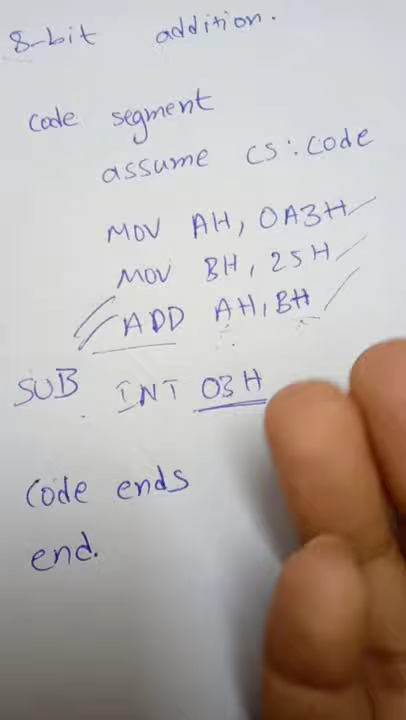 8-bit addition.
code segment
assume CS:code
MOV AH, 0A3H
MOV BH, 25H
ADD AH, BH
SUB INT 03H
Code ends
end.